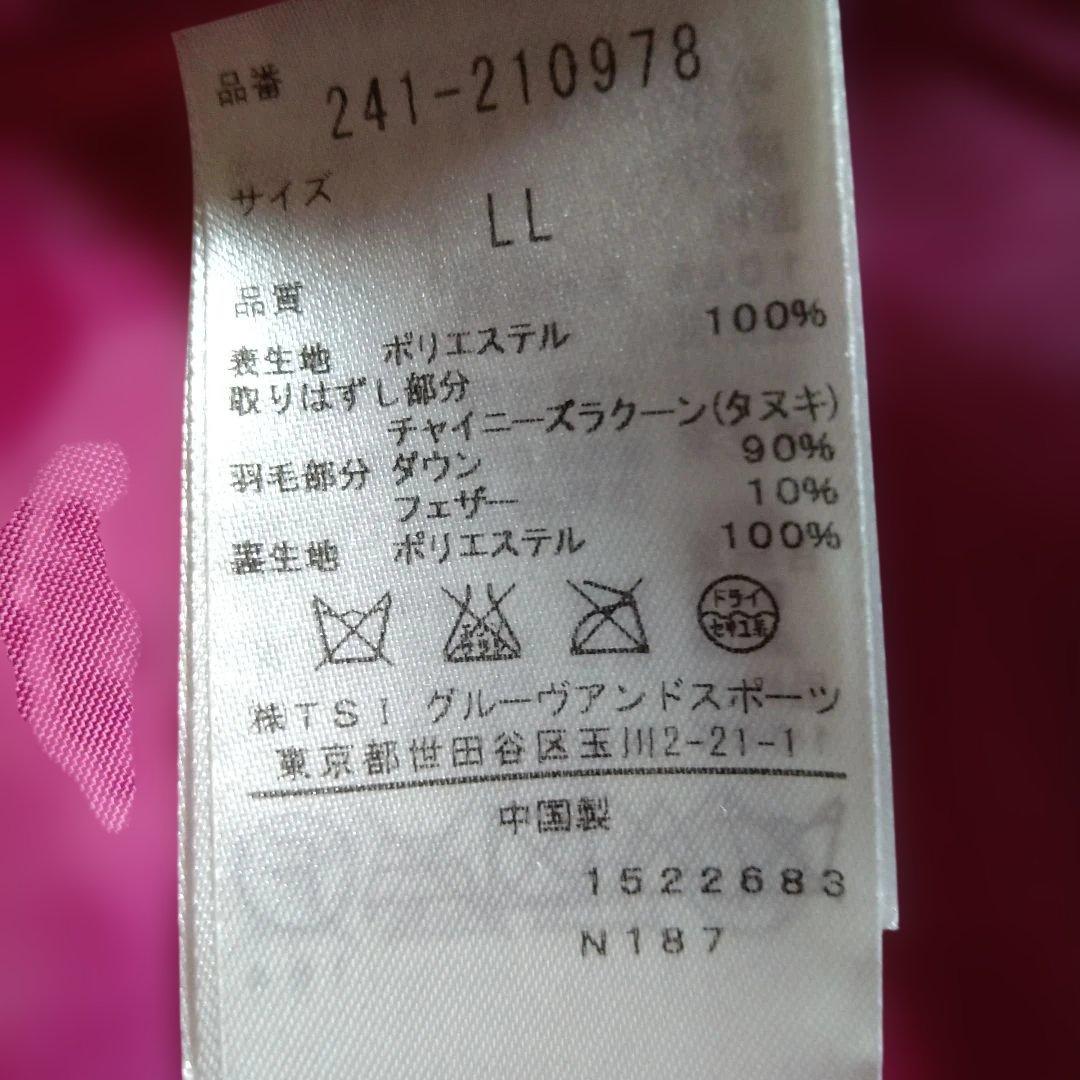 品番 241-210978
サイズ LL
品質
表生地 ポリエステル 100%
取りはずし部分
チャイニーズラクーン(タヌキ)
羽毛部分 ダウン 90%
フェザー 10%
裏生地 ポリエステル 100%
ドライ
セキユ系
㈱TSI グルーヴアンドスポーツ
東京都世田谷区玉川2-21-1
中国製
1522683
N187